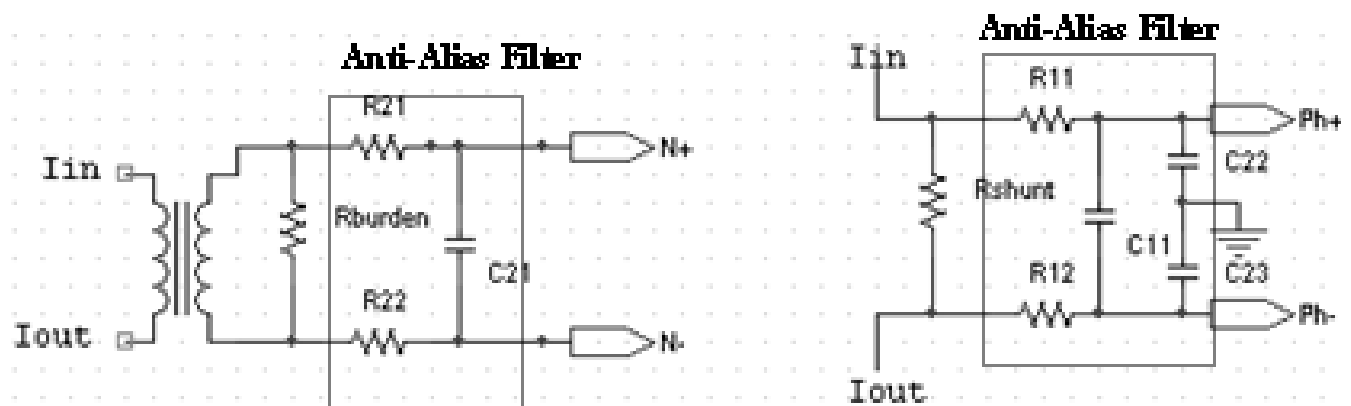 Anti-Alias Filter
R21
Iin
N+
Rburden
C21
R22
Iout
N-
Anti-Alias Filter
Iin
R11
Ph+
C22
Rshunt
C11
R12
C23
Ph-
Iout